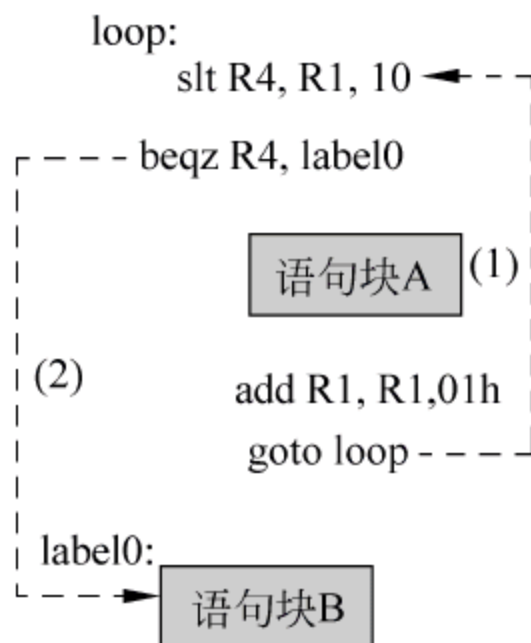 loop:
slt R4, R1, 10
beqz R4, label0
语句块A
(1)
(2)
add R1, R1,01h
goto loop
label0:
语句块B